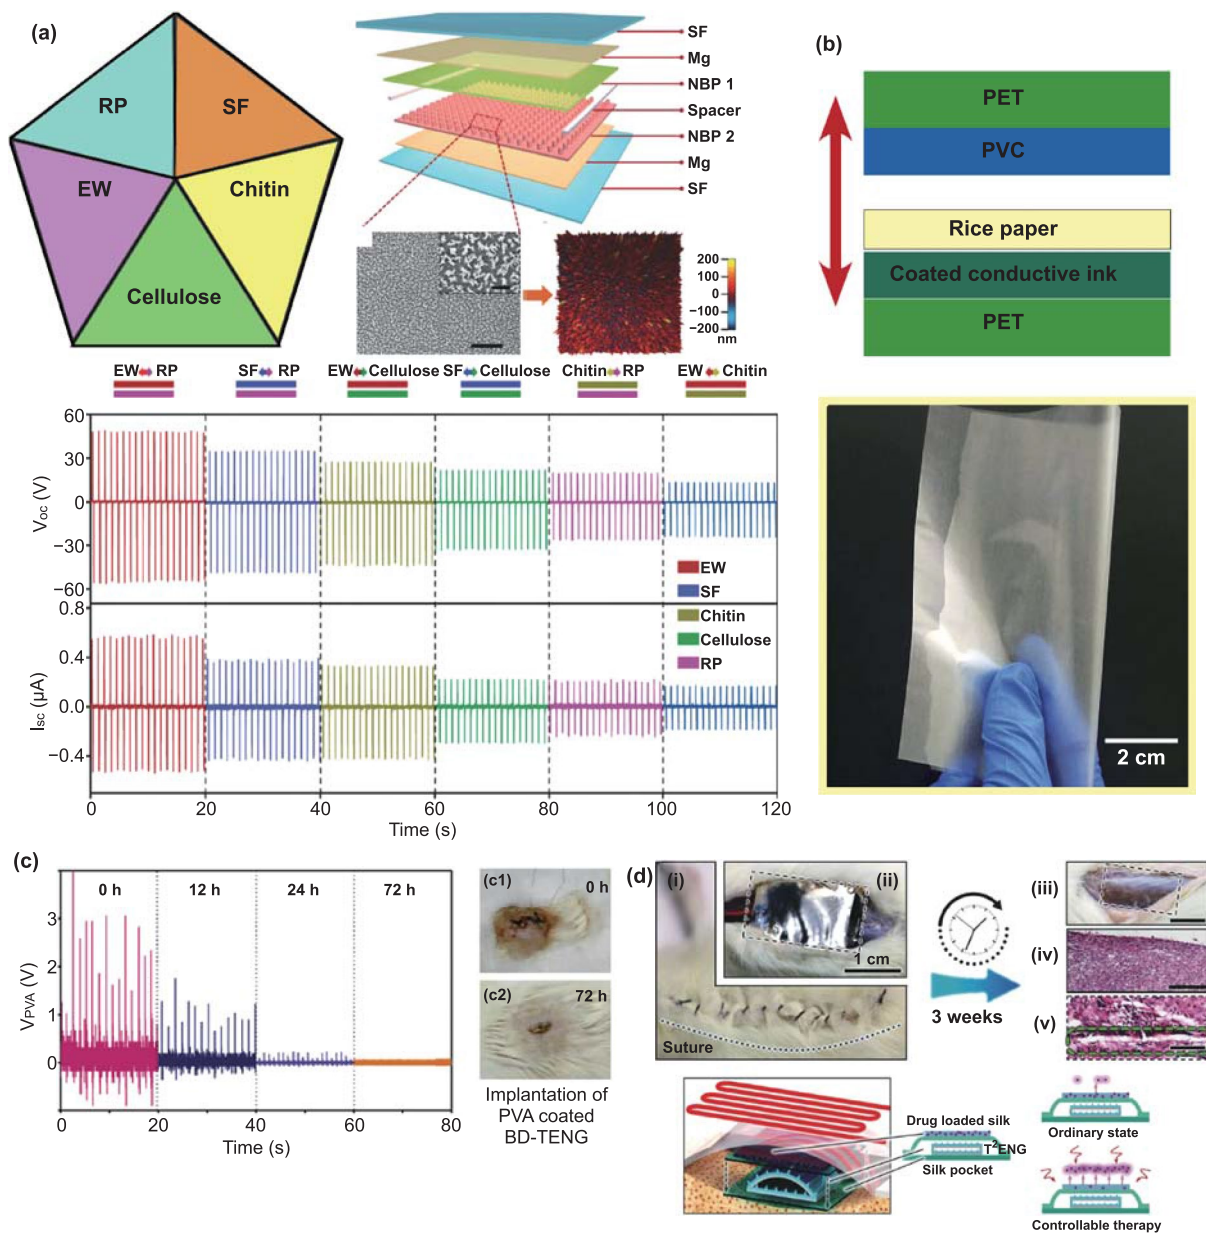 (a)
RP
SF
EW
Chitin
Cellulose
SF
Mg
NBP 1
Spacer
NBP 2
Mg
SF
200
100
0
−100
−200
nm
(b)
PET
PVC
Rice paper
Coated conductive ink
PET
2 cm
EW RP
SF RP
EW Cellulose
SF Cellulose
Chitin RP
EW Chitin
60
30
0
−30
−60
Voc (V)
EW
SF
Chitin
Cellulose
RP
0.8
0.4
0.0
−0.4
Isc (μA)
0 20 40 60 80 100 120
Time (s)
(c)
0 h 12 h 24 h 72 h
3
2
1
0
VPVA (V)
0 20 40 60 80
Time (s)
(c1)
0 h
(c2)
72 h
Implantation of
PVA coated
BD-TENG
(d)
(i)
(ii)
1 cm
Suture
3 weeks
(iii)
(iv)
(v)
Drug loaded silk
T²ENG
Silk pocket
Ordinary state
Controllable therapy